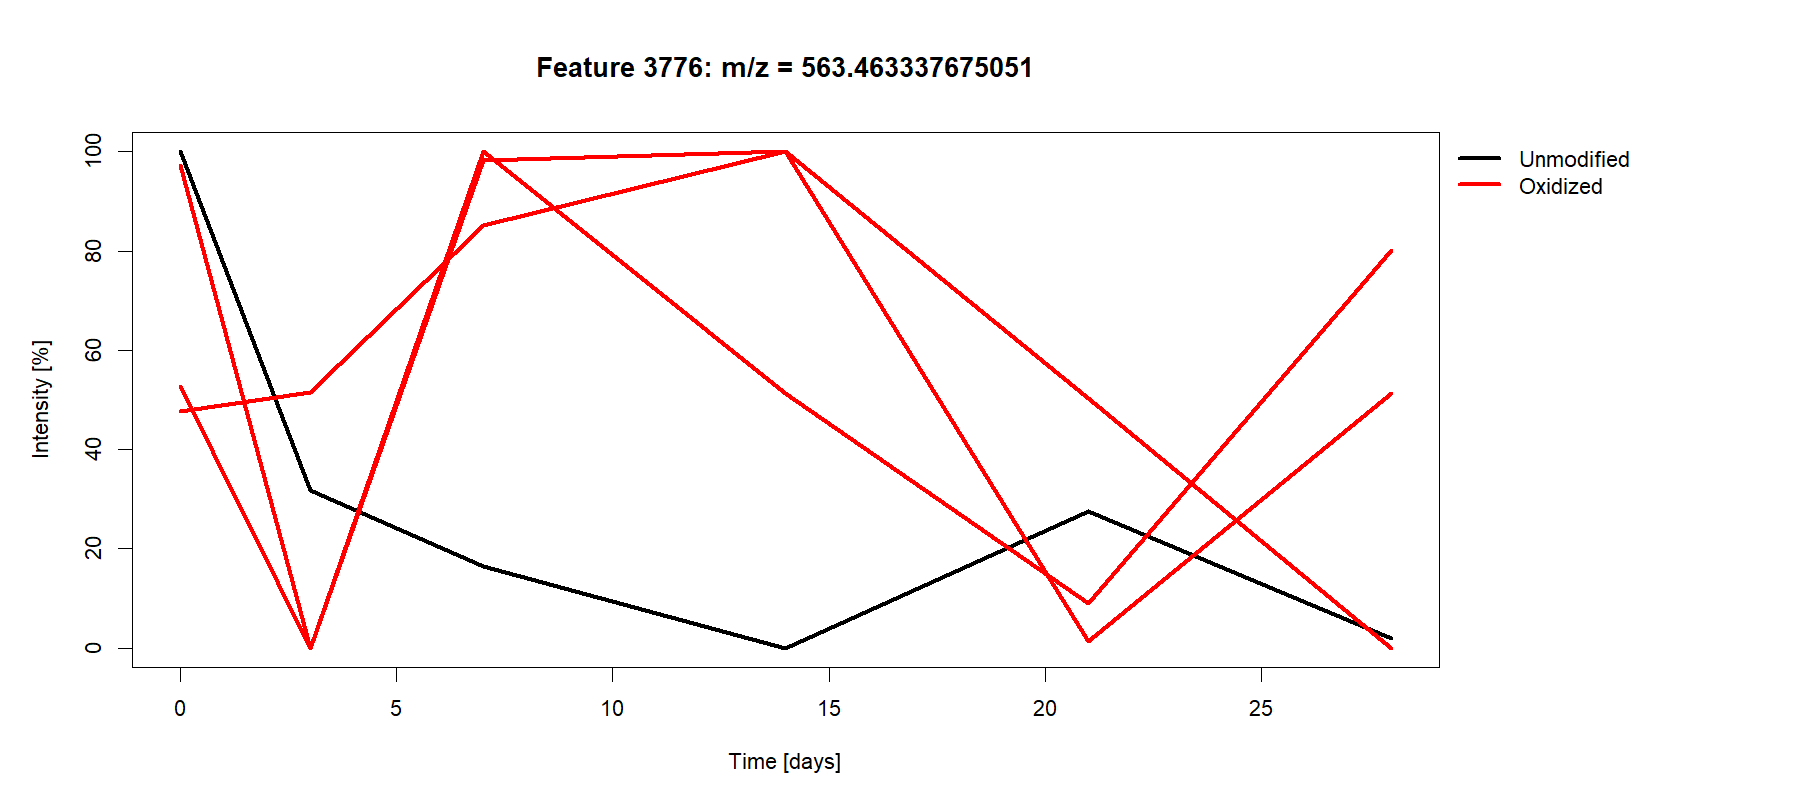 Feature 3776: m/z = 563.463337675051
Unmodified
Oxidized
Intensity [%]
100
80
60
40
20
0
0 5 10 15 20 25
Time [days]